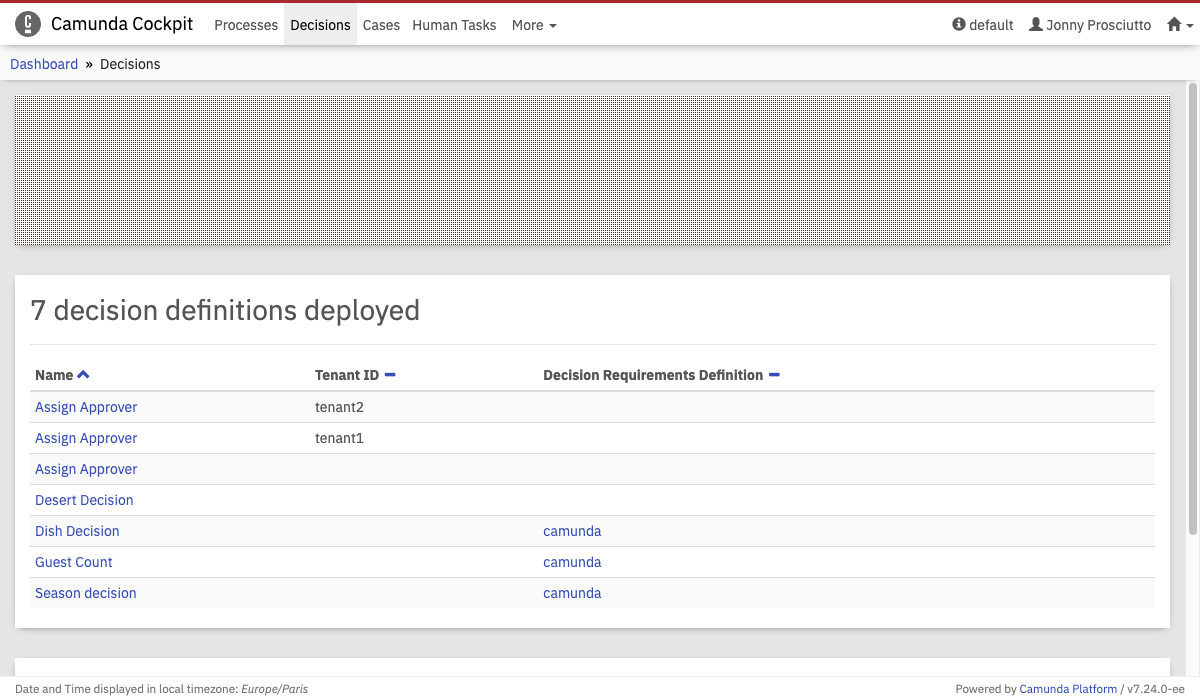 Camunda Cockpit Processes Decisions Cases Human Tasks More default Jonny Prosciutto
Dashboard » Decisions
7 decision definitions deployed
Name Tenant ID Decision Requirements Definition
Assign Approver tenant2
Assign Approver tenant1
Assign Approver
Desert Decision
Dish Decision camunda
Guest Count camunda
Season decision camunda
Date and Time displayed in local timezone: Europe/Paris Powered by Camunda Platform / v7.24.0-ee